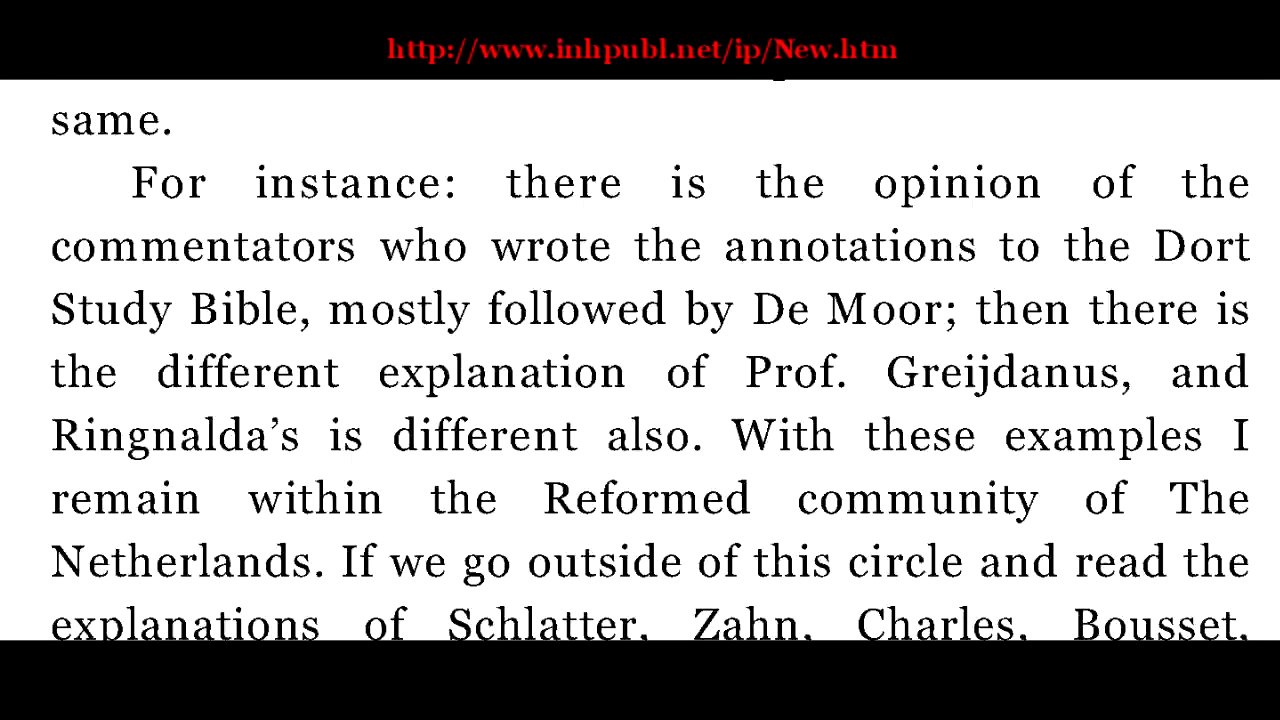 http://www.inhpubl.net/ip/New.htm
same.
For instance: there is the opinion of the
commentators who wrote the annotations to the Dort
Study Bible, mostly followed by De Moor; then there is
the different explanation of Prof. Greijdanus, and
Ringnalda’s is different also. With these examples I
remain within the Reformed community of The
Netherlands. If we go outside of this circle and read the
explanations of Schlatter, Zahn, Charles, Bousset,